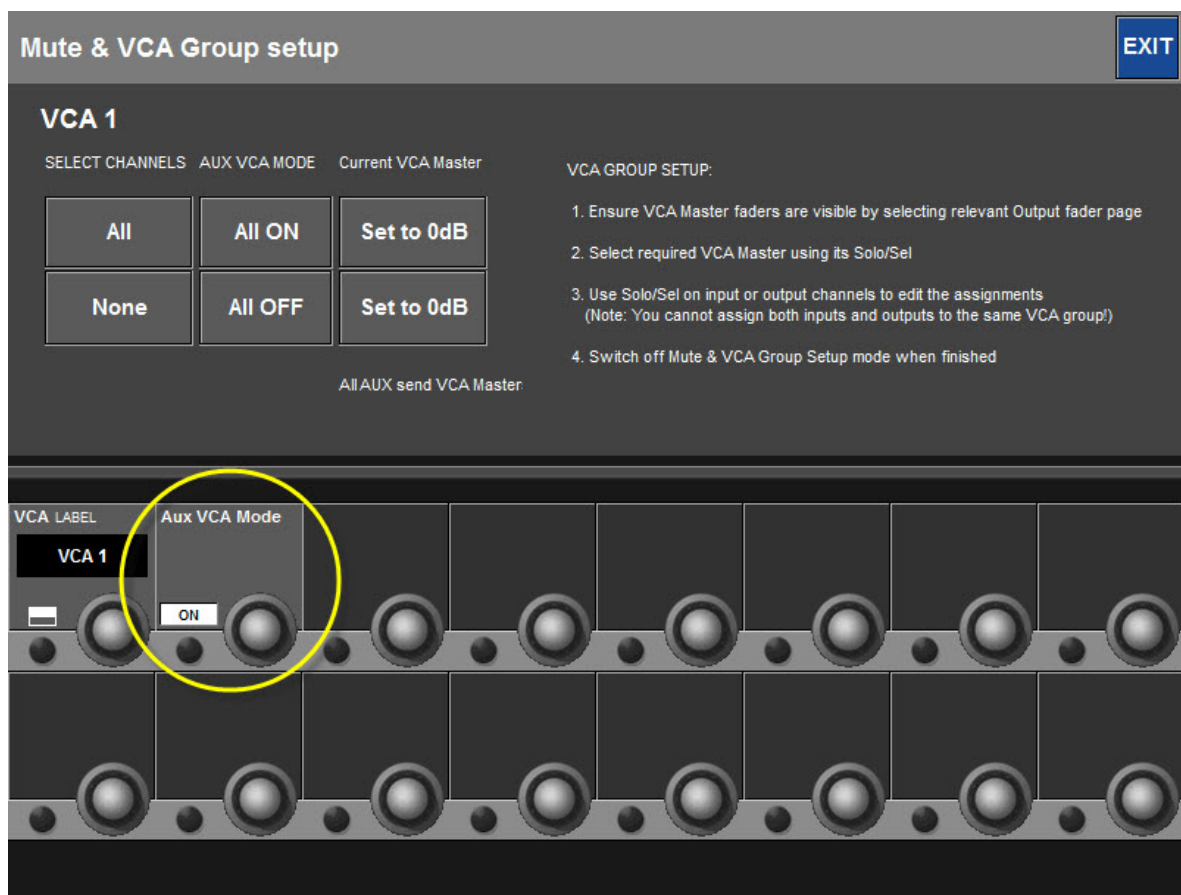 Mute & VCA Group setup
EXIT
VCA 1
SELECT CHANNELS
AUX VCA MODE
Current VCA Master
All
All ON
Set to 0dB
None
All OFF
Set to 0dB
All AUX send VCA Master
VCA GROUP SETUP:
1. Ensure VCA Master faders are visible by selecting relevant Output fader page
2. Select required VCA Master using its Solo/Sel
3. Use Solo/Sel on input or output channels to edit the assignments
(Note: You cannot assign both inputs and outputs to the same VCA group!)
4. Switch off Mute & VCA Group Setup mode when finished
VCA LABEL
VCA 1
Aux VCA Mode
ON